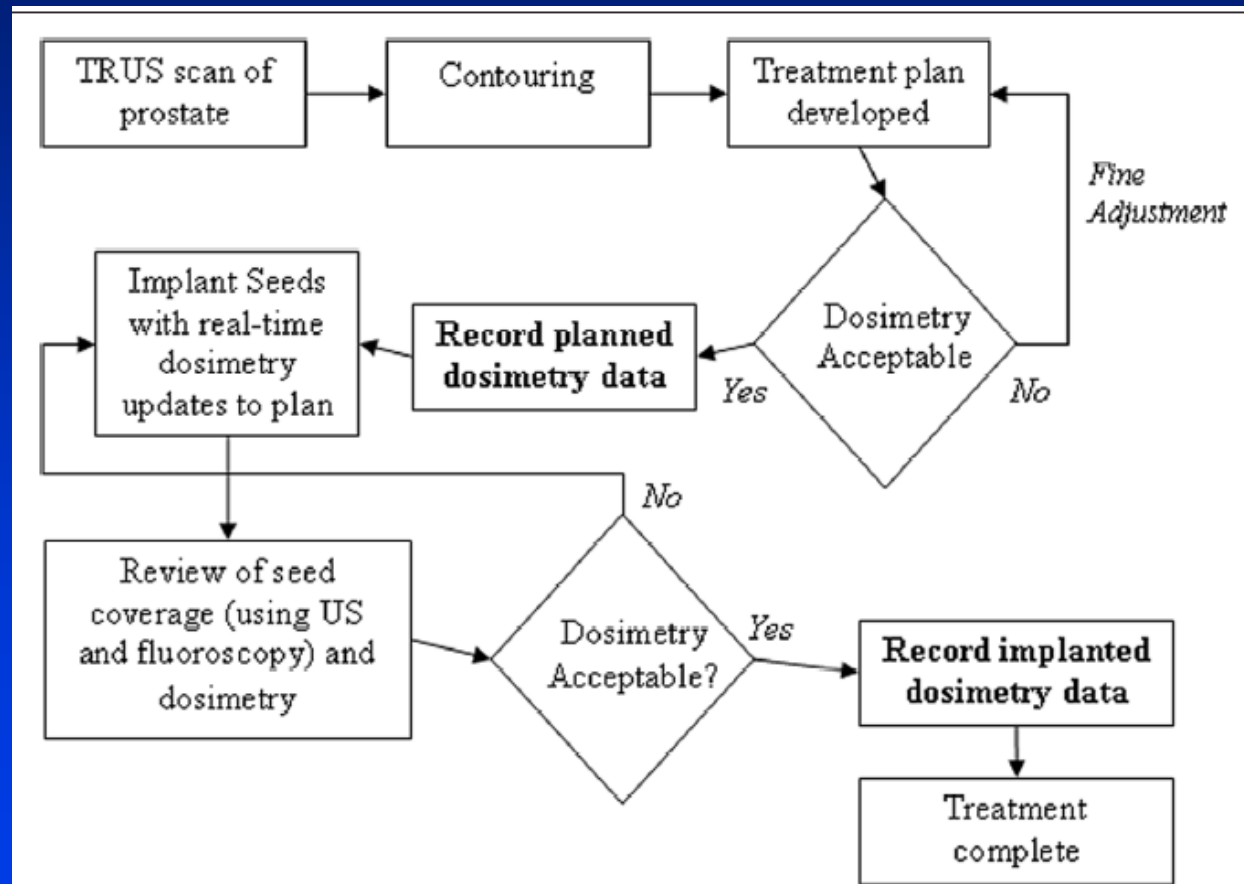 TRUS scan of
prostate
Contouring
Treatment plan
developed
Fine
Adjustment
Dosimetry
Acceptable
No
Yes
Record planned
dosimetry data
Implant Seeds
with real-time
dosimetry
updates to plan
No
Review of seed
coverage (using US
and fluoroscopy) and
dosimetry
Dosimetry
Acceptable?
Yes
Record implanted
dosimetry data
Treatment
complete